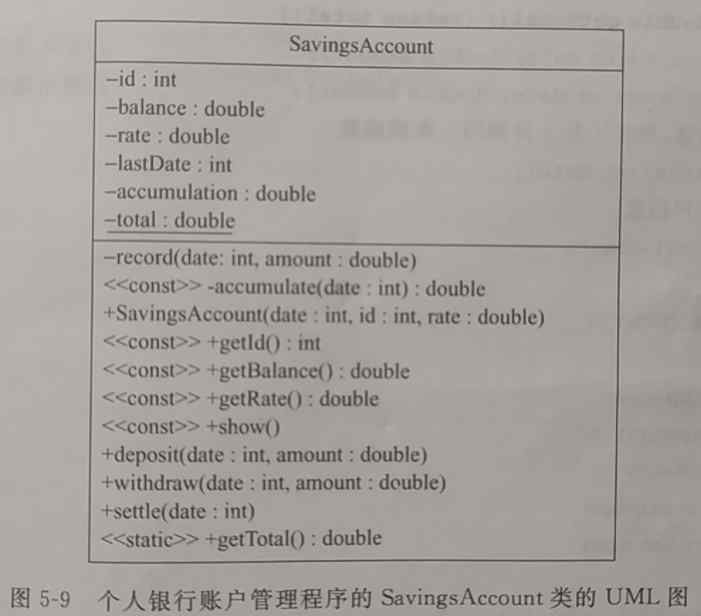 SavingsAccount
–id : int
–balance : double
–rate : double
–lastDate : int
–accumulation : double
–total : double
–record(date: int, amount : double)
<<const>> -accumulate(date : int) : double
+SavingsAccount(date : int, id : int, rate : double)
<<const>> +getId() : int
<<const>> +getBalance() : double
<<const>> +getRate() : double
<<const>> +show()
+deposit(date : int, amount : double)
+withdraw(date : int, amount : double)
+settle(date : int)
<<static>> +getTotal() : double
图 5-9 个人银行账户管理程序的 SavingsAccount 类的 UML 图